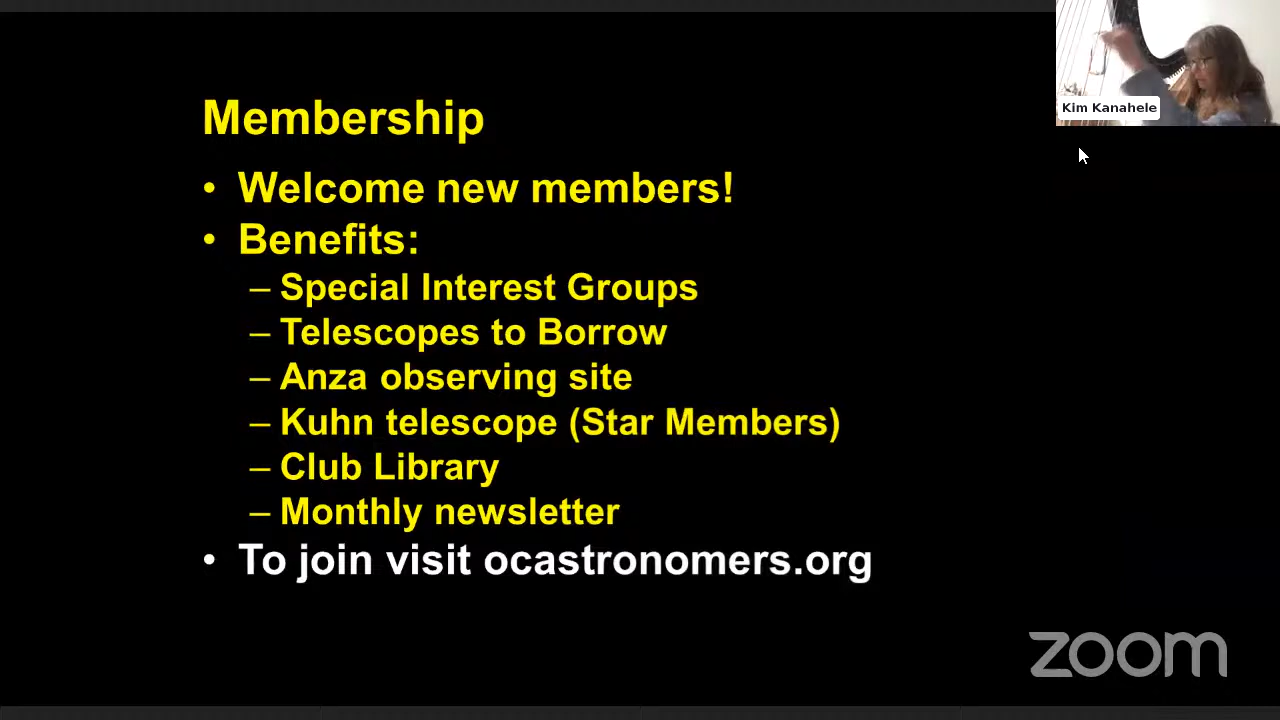 Kim Kanahele
Membership
• Welcome new members!
• Benefits:
– Special Interest Groups
– Telescopes to Borrow
– Anza observing site
– Kuhn telescope (Star Members)
– Club Library
– Monthly newsletter
• To join visit ocastronomers.org
zoom